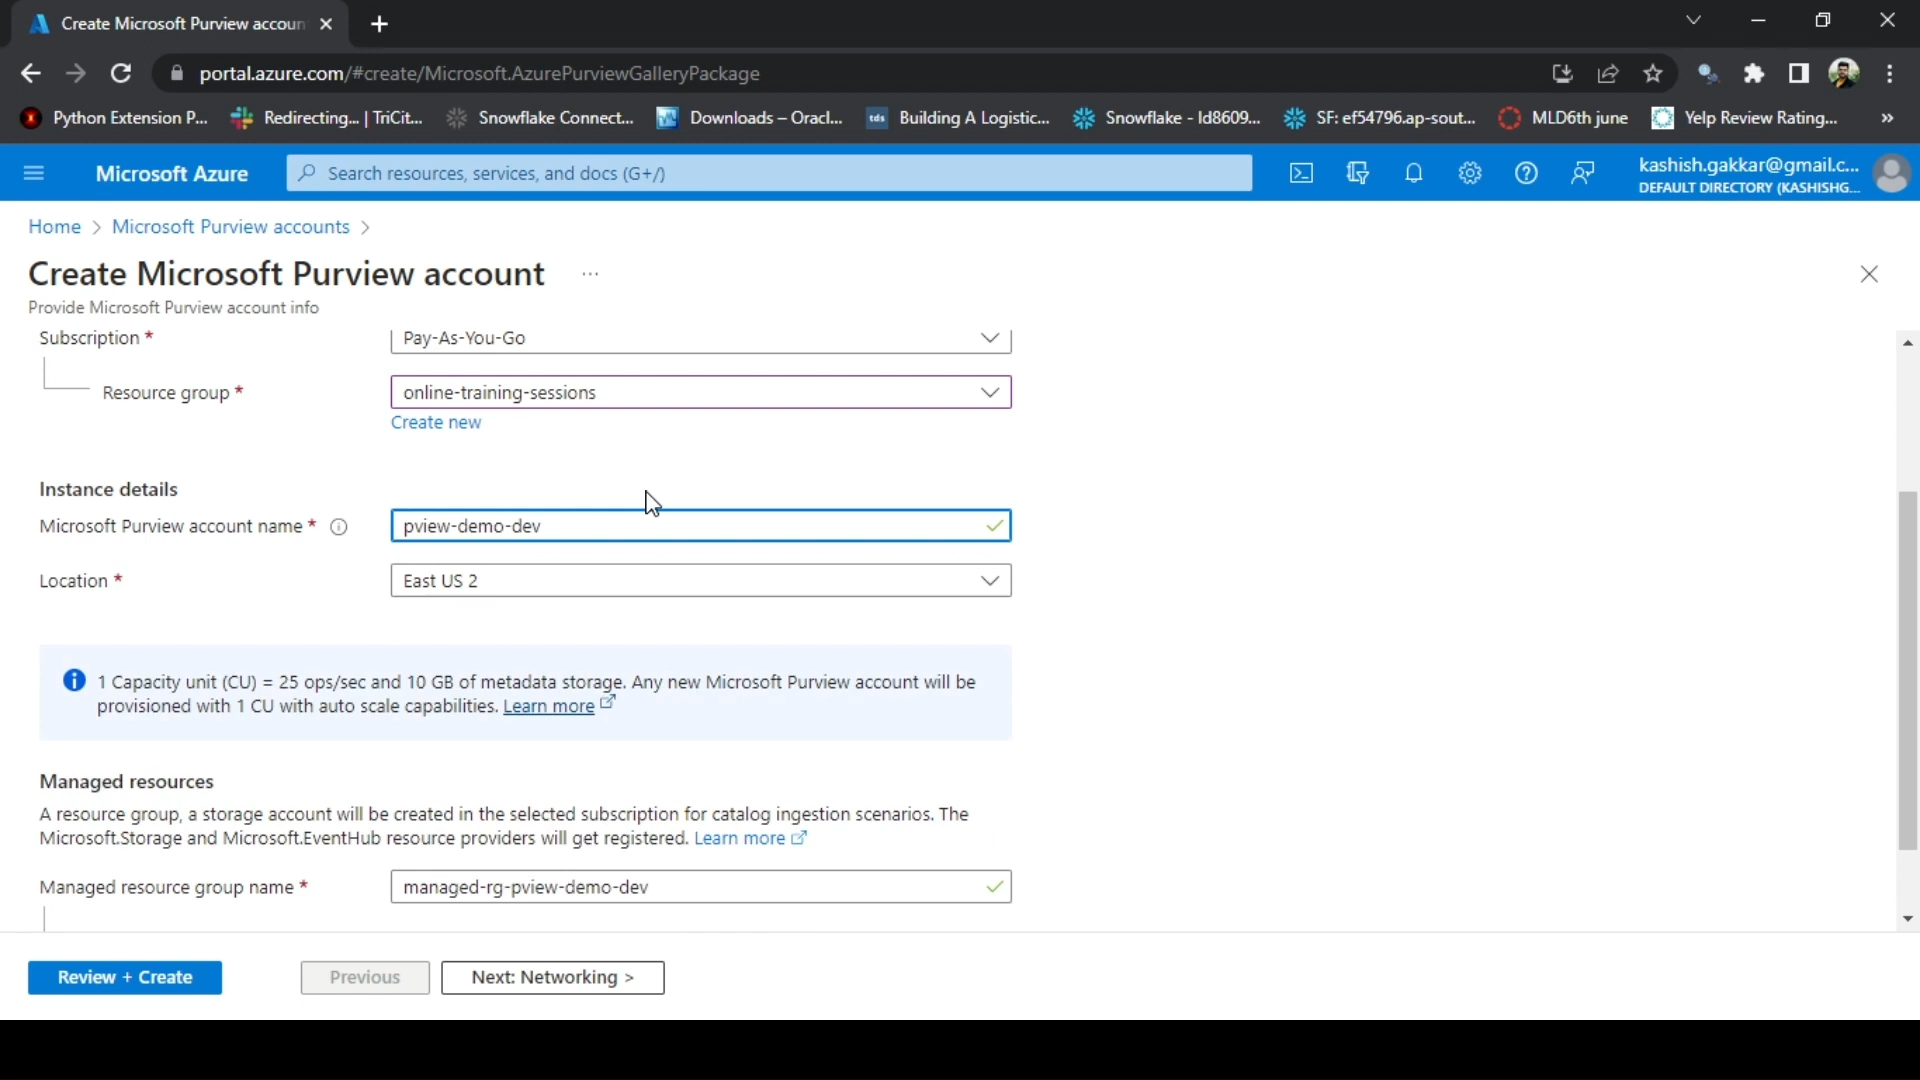 Create Microsoft Purview accoun
portal.azure.com/#create/Microsoft.AzurePurviewGalleryPackage
Python Extension P... Redirecting... | TriCit... Snowflake Connect... Downloads – Oracl... tds Building A Logistic... Snowflake - ld8609... SF: ef54796.ap-sout... MLD6th june Yelp Review Rating... »
Microsoft Azure
Search resources, services, and docs (G+/)
kashish.gakkar@gmail.c...
DEFAULT DIRECTORY (KASHISHG...
Home > Microsoft Purview accounts >
Create Microsoft Purview account ...
Provide Microsoft Purview account info
Subscription * Pay-As-You-Go
Resource group * online-training-sessions
Create new
Instance details
Microsoft Purview account name * pview-demo-dev
Location * East US 2
1 Capacity unit (CU) = 25 ops/sec and 10 GB of metadata storage. Any new Microsoft Purview account will be
provisioned with 1 CU with auto scale capabilities. Learn more
Managed resources
A resource group, a storage account will be created in the selected subscription for catalog ingestion scenarios. The
Microsoft.Storage and Microsoft.EventHub resource providers will get registered. Learn more
Managed resource group name * managed-rg-pview-demo-dev
Review + Create Previous Next: Networking >